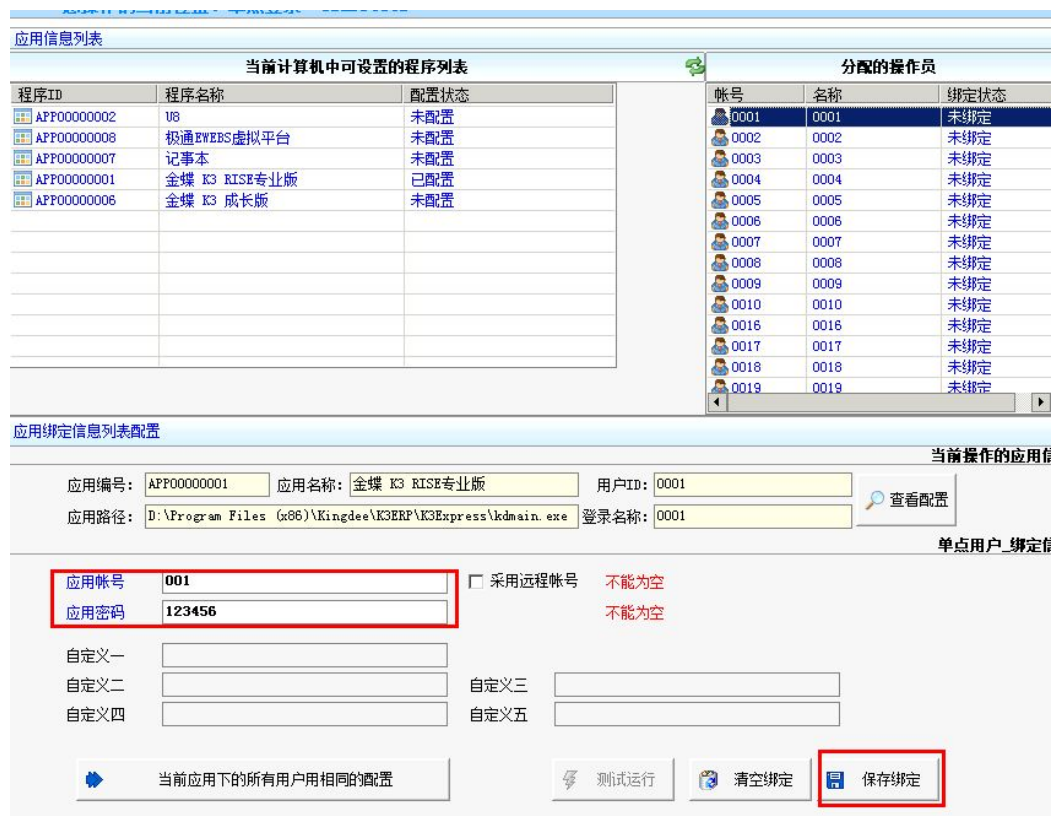 应用信息列表
当前计算机中可设置的程序列表
程序ID 程序名称 配置状态
APP00000002 U8 未配置
APP00000008 极通EWEBS虚拟平台 未配置
APP00000007 记事本 未配置
APP00000001 金蝶 K3 RISE专业版 已配置
APP00000006 金蝶 K3 成长版 未配置
分配的操作员
帐号 名称 绑定状态
0001 0001 未绑定
0002 0002 未绑定
0003 0003 未绑定
0004 0004 未绑定
0005 0005 未绑定
0006 0006 未绑定
0007 0007 未绑定
0008 0008 未绑定
0009 0009 未绑定
0010 0010 未绑定
0016 0016 未绑定
0017 0017 未绑定
0018 0018 未绑定
0019 0019 未绑定
应用绑定信息列表配置
当前操作的应用信
应用编号: APP00000001 应用名称: 金蝶 K3 RISE专业版 用户ID: 0001
查看配置
应用路径: D:\Program Files (x86)\Kingdee\K3ERP\K3Express\kdmain.exe 登录名称: 0001
单点用户_绑定信
应用帐号 001 采用远程帐号 不能为空
应用密码 123456 不能为空
自定义一
自定义二 自定义三
自定义四 自定义五
当前应用下的所有用户用相同的配置 测试运行 清空绑定 保存绑定